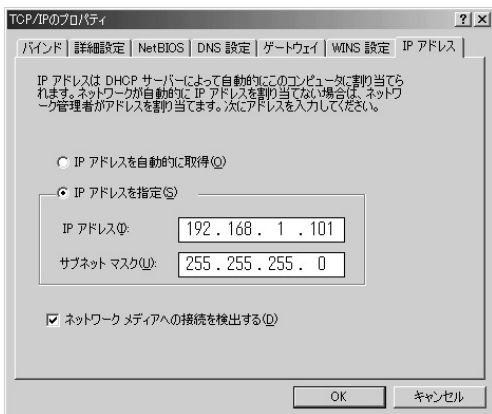 TCP/IPのプロパティ
? ×
バインド 詳細設定 NetBIOS DNS 設定 ゲートウェイ WINS 設定 IP アドレス
IP アドレスは DHCP サーバーによって自動的にこのコンピュータに割り当てら
れます。ネットワークが自動的に IP アドレスを割り当てない場合は、ネットワ
ーク管理者がアドレスを割り当てます。次にアドレスを入力してください。
IP アドレスを自動的に取得(O)
IP アドレスを指定(S)
IP アドレス(I): 192.168. 1 .101
サブネット マスク(U): 255.255.255. 0
ネットワーク メディアへの接続を検出する(D)
OK キャンセル